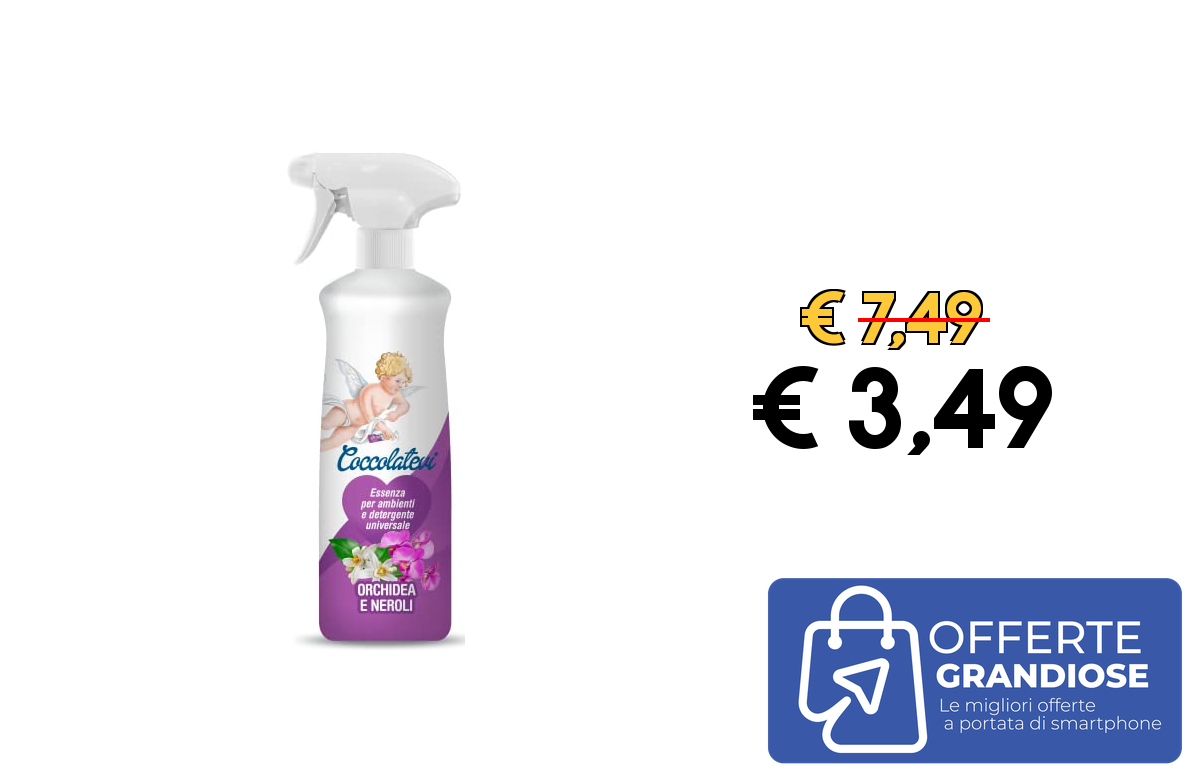 € 7,49
€ 3,49
Coccolatevi
Essenza
per ambienti
e detergente
universale
ORCHIDEA
E NEROLI
OFFERTE
GRANDIOSE
Le migliori offerte
a portata di smartphone